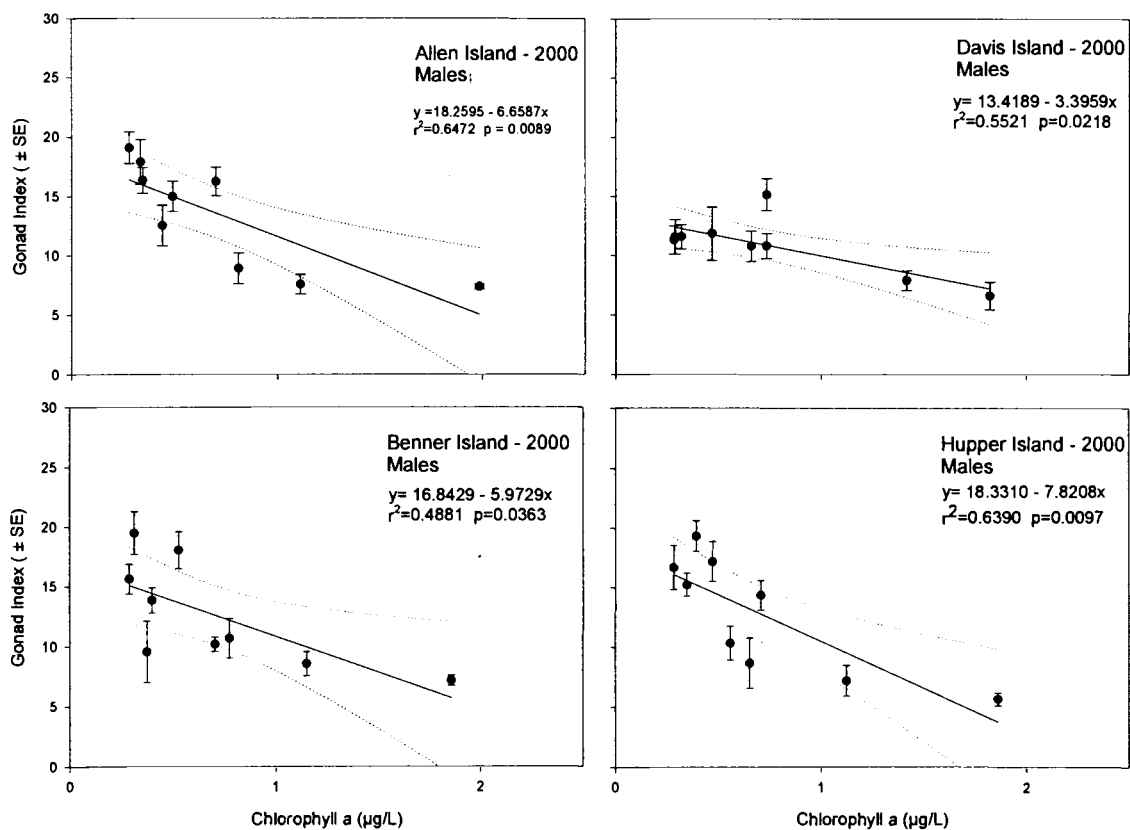 30
25
20
15
10
5
0
Gonad Index ( ± SE)
Allen Island - 2000
Males
y =18.2595 - 6.6587x
r²=0.6472 p = 0.0089
Davis Island - 2000
Males
y= 13.4189 - 3.3959x
r²=0.5521 p=0.0218
30
25
20
15
10
5
0
Gonad Index ( ± SE)
Benner Island - 2000
Males
y= 16.8429 - 5.9729x
r²=0.4881 p=0.0363
0
1
2
Chlorophyll a (µg/L)
Hupper Island - 2000
Males
y= 18.3310 - 7.8208x
r²=0.6390 p=0.0097
0
1
2
Chlorophyll a (µg/L)